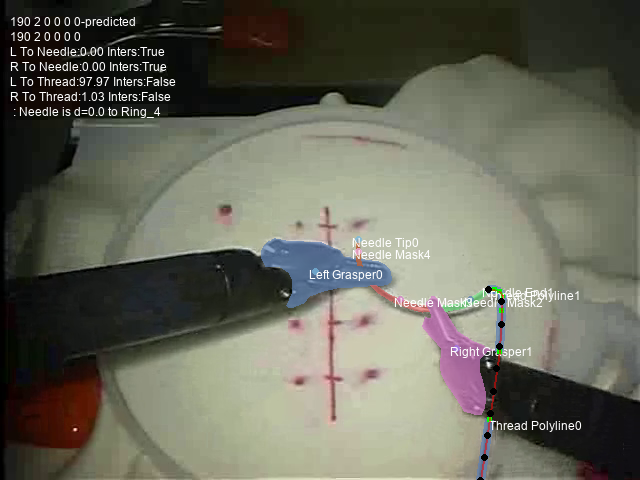 190 2 0 0 0 0-predicted
190 2 0 0 0 0
L To Needle:0.00 Inters:True
R To Needle:0.00 Inters:True
L To Thread:97.97 Inters:False
R To Thread:1.03 Inters:False
: Needle is d=0.0 to Ring_4
Needle Tip0
Needle Mask4
Left Grasper0
Polyline1
Needle Mask3
Mask2
Right Grasper1
Thread Polyline0